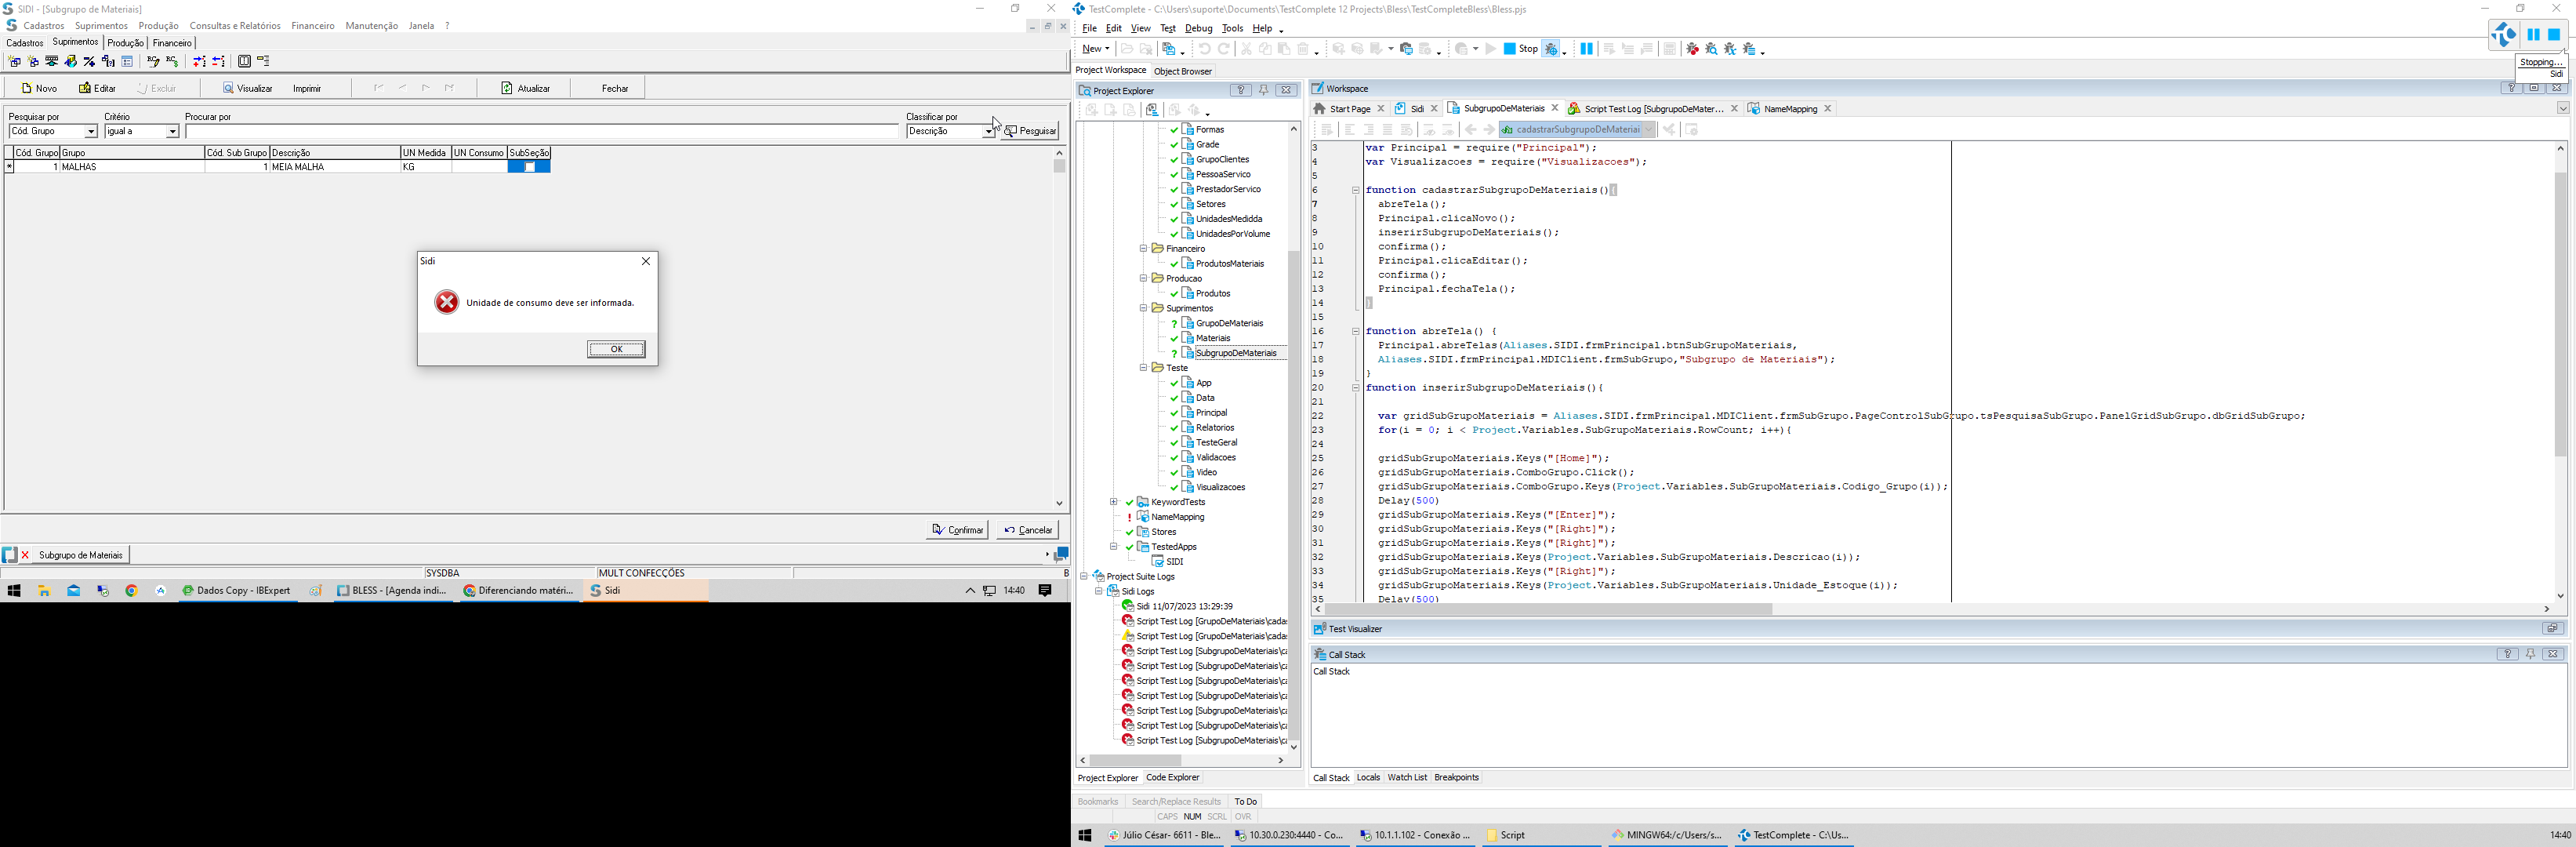 SIDI - [Subgrupo de Materiais]
Cadastros Suprimentos Produção Consultas e Relatórios Financeiro Manutenção Janela ?
Cadastros Suprimentos Produção Financeiro
Novo Editar Excluir Visualizar Imprimir Atualizar Fechar
Pesquisar por Critério Procurar por Classificar por
Cód. Grupo igual a Descrição Pesquisar
Cód. Grupo Grupo Cód. Sub Grupo Descrição UN Medida UN Consumo SubSeção
* 1 MALHAS 1 MEIA MALHA KG
Sidi
Unidade de consumo deve ser informada.
OK
Confirmar Cancelar
Subgrupo de Materiais
SYSDBA MULT CONFECÇÕES B
Dados Copy - IBExpert BLESS - [Agenda indi... Diferenciando matéri... Sidi 14:40
TestComplete - C:\Users\suporte\Documents\TestComplete 12 Projects\Bless\TestCompleteBless\Bless.pjs
File Edit View Test Debug Tools Help
New Stop
Stopping...
Sidi
Project Workspace Object Browser
Project Explorer
Formas
Grade
GrupoClientes
PessoaServico
PrestadorServico
Setores
UnidadesMedidda
UnidadesPorVolume
Financeiro
ProdutosMateriais
Producao
Produtos
Suprimentos
GrupoDeMateriais
Materiais
SubgrupoDeMateriais
Teste
App
Data
Principal
Relatorios
TesteGeral
Validacoes
Video
Visualizacoes
KeywordTests
NameMapping
Stores
TestedApps
SIDI
Project Suite Logs
Sidi Logs
Sidi 11/07/2023 13:29:39
Script Test Log [GrupoDeMateriais\cadas
Script Test Log [GrupoDeMateriais\cadas
Script Test Log [SubgrupoDeMateriais\ca
Script Test Log [SubgrupoDeMateriais\ca
Script Test Log [SubgrupoDeMateriais\ca
Script Test Log [SubgrupoDeMateriais\ca
Script Test Log [SubgrupoDeMateriais\ca
Script Test Log [SubgrupoDeMateriais\ca
Script Test Log [SubgrupoDeMateriais\ca
Project Explorer Code Explorer
Workspace
Start Page Sidi SubgrupoDeMateriais Script Test Log [SubgrupoDeMater... NameMapping
cadastrarSubgrupoDeMateriai
3 var Principal = require("Principal");
4 var Visualizacoes = require("Visualizacoes");
5
6 function cadastrarSubgrupoDeMateriais(){
7 abreTela();
8 Principal.clicaNovo();
9 inserirSubgrupoDeMateriais();
10 confirma();
11 Principal.clicaEditar();
12 confirma();
13 Principal.fechaTela();
14 }
15
16 function abreTela() {
17 Principal.abreTelas(Aliases.SIDI.frmPrincipal.btnSubGrupoMateriais,
18 Aliases.SIDI.frmPrincipal.MDIClient.frmSubGrupo,"Subgrupo de Materiais");
19 }
20 function inserirSubgrupoDeMateriais(){
21
22 var gridSubGrupoMateriais = Aliases.SIDI.frmPrincipal.MDIClient.frmSubGrupo.PageControlSubGrupo.tsPesquisaSubGrupo.PanelGridSubGrupo.dbGridSubGrupo;
23 for(i = 0; i < Project.Variables.SubGrupoMateriais.RowCount; i++){
24
25 gridSubGrupoMateriais.Keys("[Home]");
26 gridSubGrupoMateriais.ComboGrupo.Click();
27 gridSubGrupoMateriais.ComboGrupo.Keys(Project.Variables.SubGrupoMateriais.Codigo_Grupo(i));
28 Delay(500)
29 gridSubGrupoMateriais.Keys("[Enter]");
30 gridSubGrupoMateriais.Keys("[Right]");
31 gridSubGrupoMateriais.Keys("[Right]");
32 gridSubGrupoMateriais.Keys(Project.Variables.SubGrupoMateriais.Descricao(i));
33 gridSubGrupoMateriais.Keys("[Right]");
34 gridSubGrupoMateriais.Keys(Project.Variables.SubGrupoMateriais.Unidade_Estoque(i));
35 Delay(500)
Test Visualizer
Call Stack
Call Stack
Call Stack Locals Watch List Breakpoints
Bookmarks Search/Replace Results To Do
CAPS NUM SCRL OVR
Júlio César- 6611 - Ble... 10.30.0.230:4440 - Co... 10.1.1.102 - Conexão ... Script MINGW64:/c/Users/s... TestComplete - C:\Us... 14:40